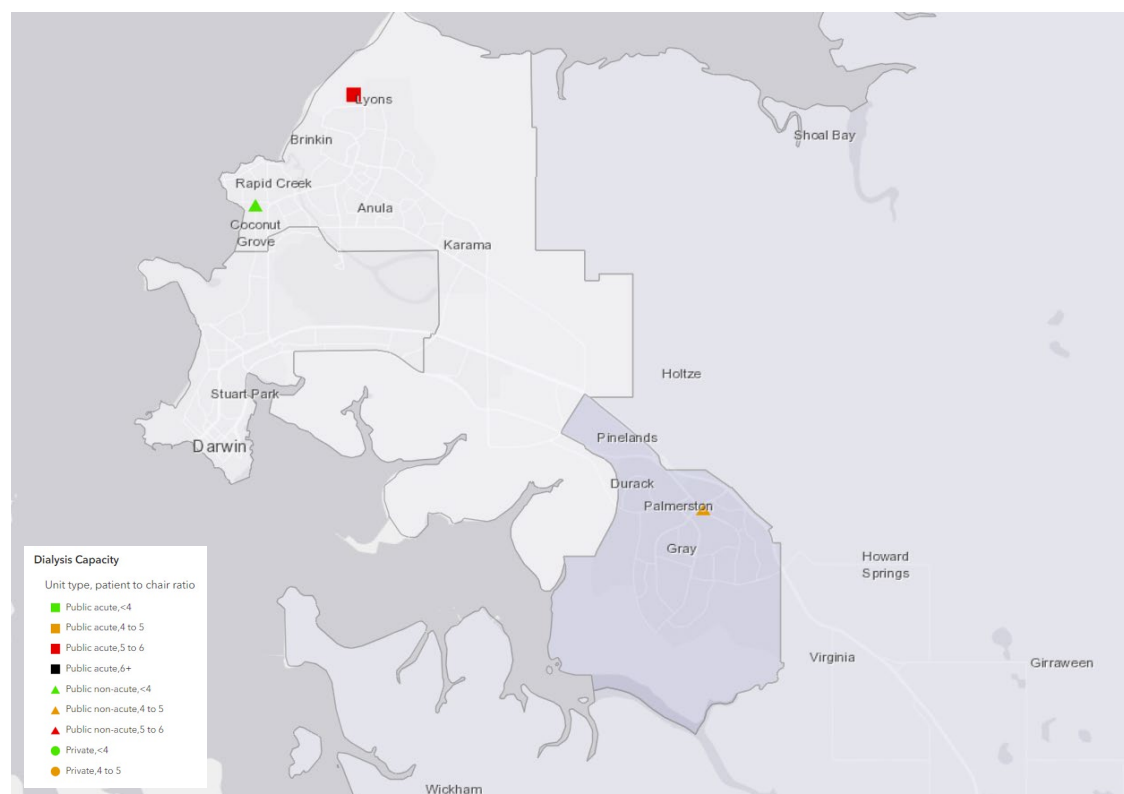 Lyons
Shoal Bay
Brinkin
Rapid Creek
Anula
Coconut
Grove
Karama
Holtze
Stuart Park
Pinelands
Darwin
Durack
Palmerston
Gray
Howard
Springs
Virginia
Girraween
Wickham
Dialysis Capacity
Unit type, patient to chair ratio
Public acute,<4
Public acute,4 to 5
Public acute,5 to 6
Public acute,6+
Public non-acute,<4
Public non-acute,4 to 5
Public non-acute,5 to 6
Private,<4
Private,4 to 5